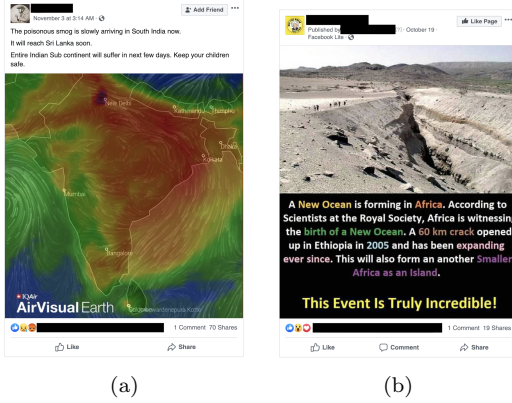 Add Friend
November 3 at 3:14 AM
The poisonous smog is slowly arriving in South India now.
It will reach Sri Lanka soon.
Entire Indian Sub continent will suffer in next few days. Keep your children
safe.
New Delhi
Kathmandu
Thimphu
Dhaka
Kolkata
Mumbai
Bangalore
IQAir
AirVisual Earth
1 Comment 70 Shares
Like
Share
(a)
Like Page
Published by
October 19
Facebook Lite
A New Ocean is forming in Africa. According to
Scientists at the Royal Society, Africa is witnessing
the birth of a New Ocean. A 60 km crack opened
up in Ethiopia in 2005 and has been expanding
ever since. This will also form an another Smaller
Africa as an Island.
This Event Is Truly Incredible!
1 Comment 19 Shares
Like
Comment
Share
(b)